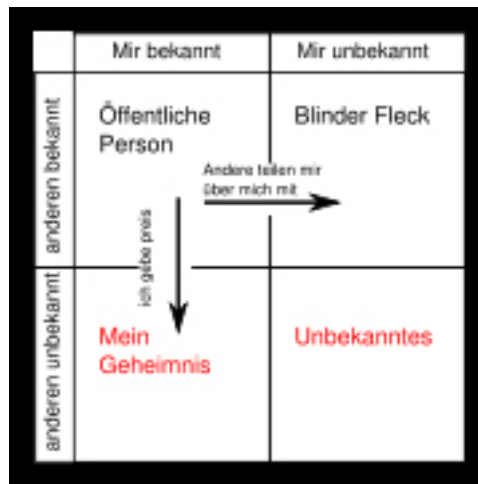 Mir bekannt
Mir unbekannt
anderen bekannt
Öffentliche
Person
Blinder Fleck
Andere teilen mir
über mich mit
ich gebe preis
anderen unbekannt
Mein
Geheimnis
Unbekanntes